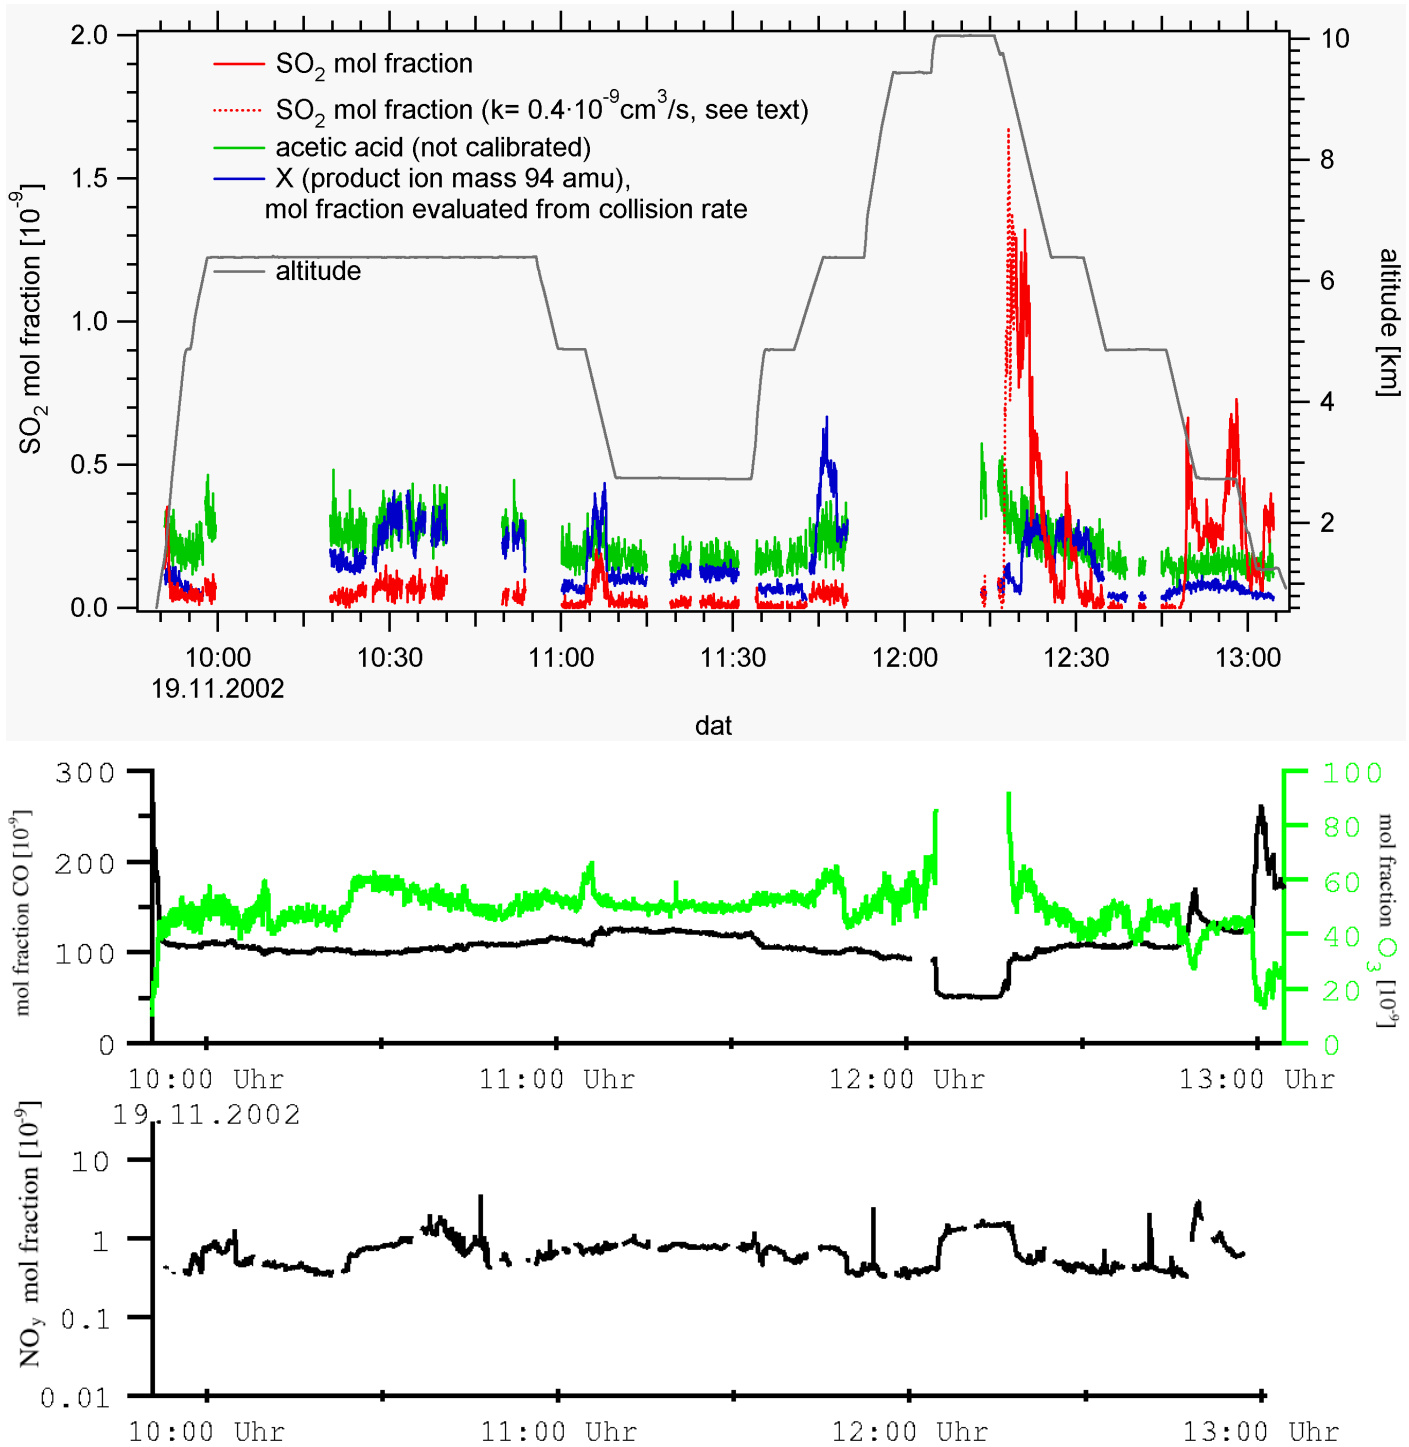 2.0
1.5
1.0
0.5
0.0
SO2 mol fraction [10-9]
SO2 mol fraction
SO2 mol fraction (k= 0.4·10-9cm3/s, see text)
acetic acid (not calibrated)
X (product ion mass 94 amu),
mol fraction evaluated from collision rate
altitude
10
8
6
4
2
altitude [km]
10:00 10:30 11:00 11:30 12:00 12:30 13:00
19.11.2002
dat
300
200
100
0
mol fraction CO [10-9]
100
80
60
40
20
0
mol fraction O3 [10-9]
10:00 Uhr 11:00 Uhr 12:00 Uhr 13:00 Uhr
19.11.2002
10
1
0.1
0.01
NOy mol fraction [10-9]
10:00 Uhr 11:00 Uhr 12:00 Uhr 13:00 Uhr